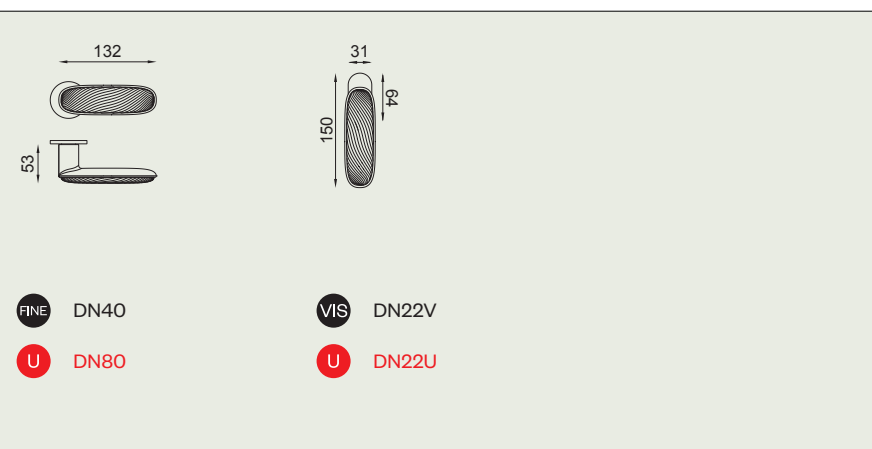 132
53
31
64
150
FINE DN40
U DN80
VIS DN22V
U DN22U